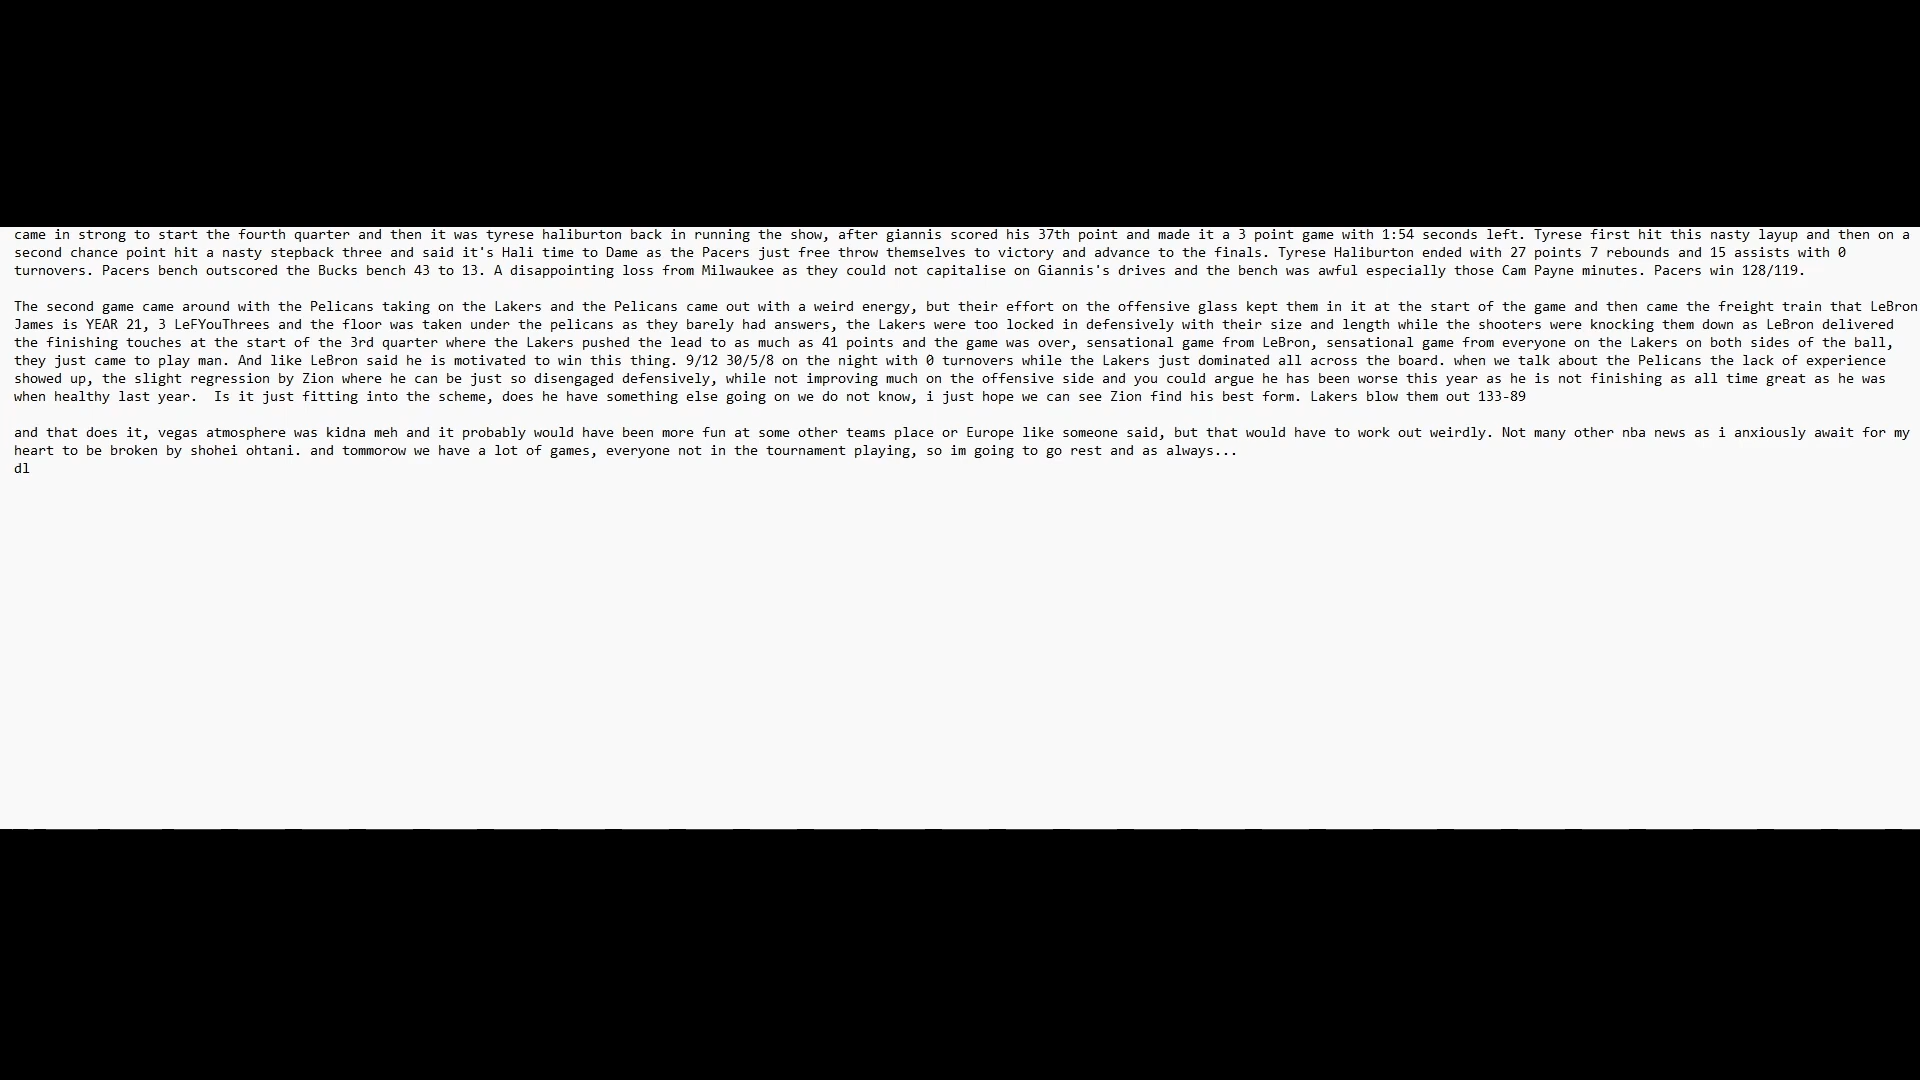 came in strong to start the fourth quarter and then it was tyrese haliburton back in running the show, after giannis scored his 37th point and made it a 3 point game with 1:54 seconds left. Tyrese first hit this nasty layup and then on a
second chance point hit a nasty stepback three and said it's Hali time to Dame as the Pacers just free throw themselves to victory and advance to the finals. Tyrese Haliburton ended with 27 points 7 rebounds and 15 assists with 0
turnovers. Pacers bench outscored the Bucks bench 43 to 13. A disappointing loss from Milwaukee as they could not capitalise on Giannis's drives and the bench was awful especially those Cam Payne minutes. Pacers win 128/119.

The second game came around with the Pelicans taking on the Lakers and the Pelicans came out with a weird energy, but their effort on the offensive glass kept them in it at the start of the game and then came the freight train that LeBron
James is YEAR 21, 3 LeFYouThrees and the floor was taken under the pelicans as they barely had answers, the Lakers were too locked in defensively with their size and length while the shooters were knocking them down as LeBron delivered
the finishing touches at the start of the 3rd quarter where the Lakers pushed the lead to as much as 41 points and the game was over, sensational game from LeBron, sensational game from everyone on the Lakers on both sides of the ball,
they just came to play man. And like LeBron said he is motivated to win this thing. 9/12 30/5/8 on the night with 0 turnovers while the Lakers just dominated all across the board. when we talk about the Pelicans the lack of experience
showed up, the slight regression by Zion where he can be just so disengaged defensively, while not improving much on the offensive side and you could argue he has been worse this year as he is not finishing as all time great as he was
when healthy last year.  Is it just fitting into the scheme, does he have something else going on we do not know, i just hope we can see Zion find his best form. Lakers blow them out 133-89

and that does it, vegas atmosphere was kidna meh and it probably would have been more fun at some other teams place or Europe like someone said, but that would have to work out weirdly. Not many other nba news as i anxiously await for my
heart to be broken by shohei ohtani. and tommorow we have a lot of games, everyone not in the tournament playing, so im going to go rest and as always...
dl